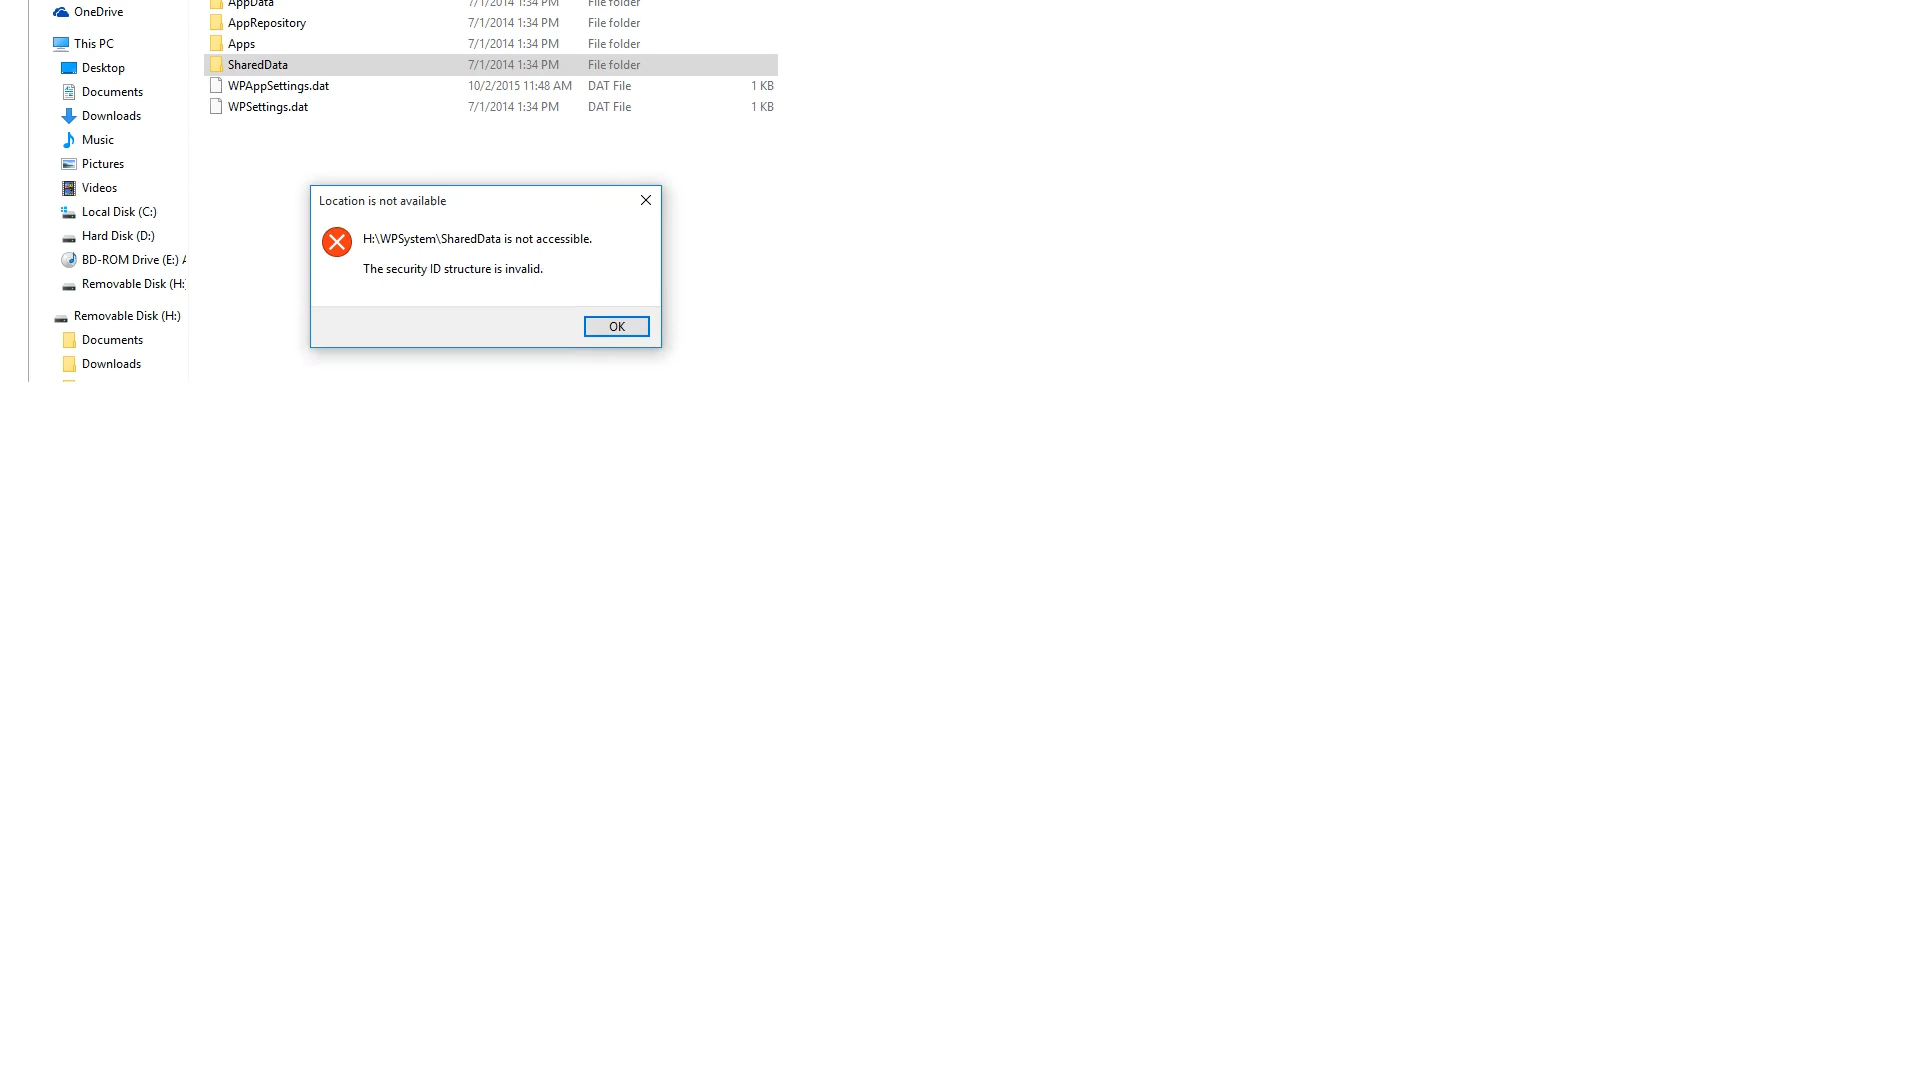 OneDrive
This PC
Desktop
Documents
Downloads
Music
Pictures
Videos
Local Disk (C:)
Hard Disk (D:)
BD-ROM Drive (E:) A
Removable Disk (H:)
Removable Disk (H:)
Documents
Downloads
AppData 7/1/2014 1:34 PM File folder
AppRepository 7/1/2014 1:34 PM File folder
Apps 7/1/2014 1:34 PM File folder
SharedData 7/1/2014 1:34 PM File folder
WPAppSettings.dat 10/2/2015 11:48 AM DAT File 1 KB
WPSettings.dat 7/1/2014 1:34 PM DAT File 1 KB
Location is not available
H:\WPSystem\SharedData is not accessible.
The security ID structure is invalid.
OK